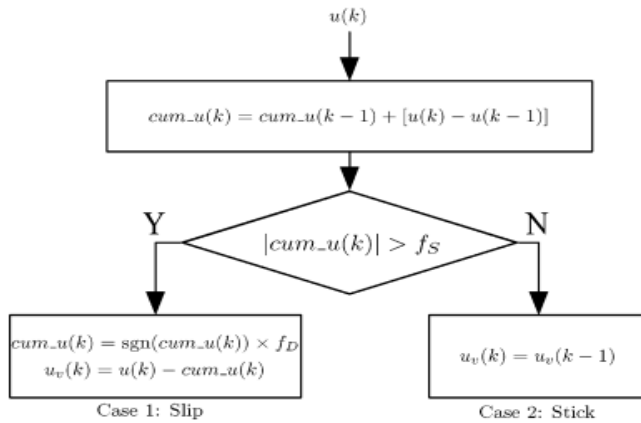 u(k)
cum_u(k) = cum_u(k − 1) + [u(k) − u(k − 1)]
Y
N
|cum_u(k)| > f_S
cum_u(k) = sgn(cum_u(k)) × f_D
u_v(k) = u(k) − cum_u(k)
u_v(k) = u_v(k − 1)
Case 1: Slip
Case 2: Stick